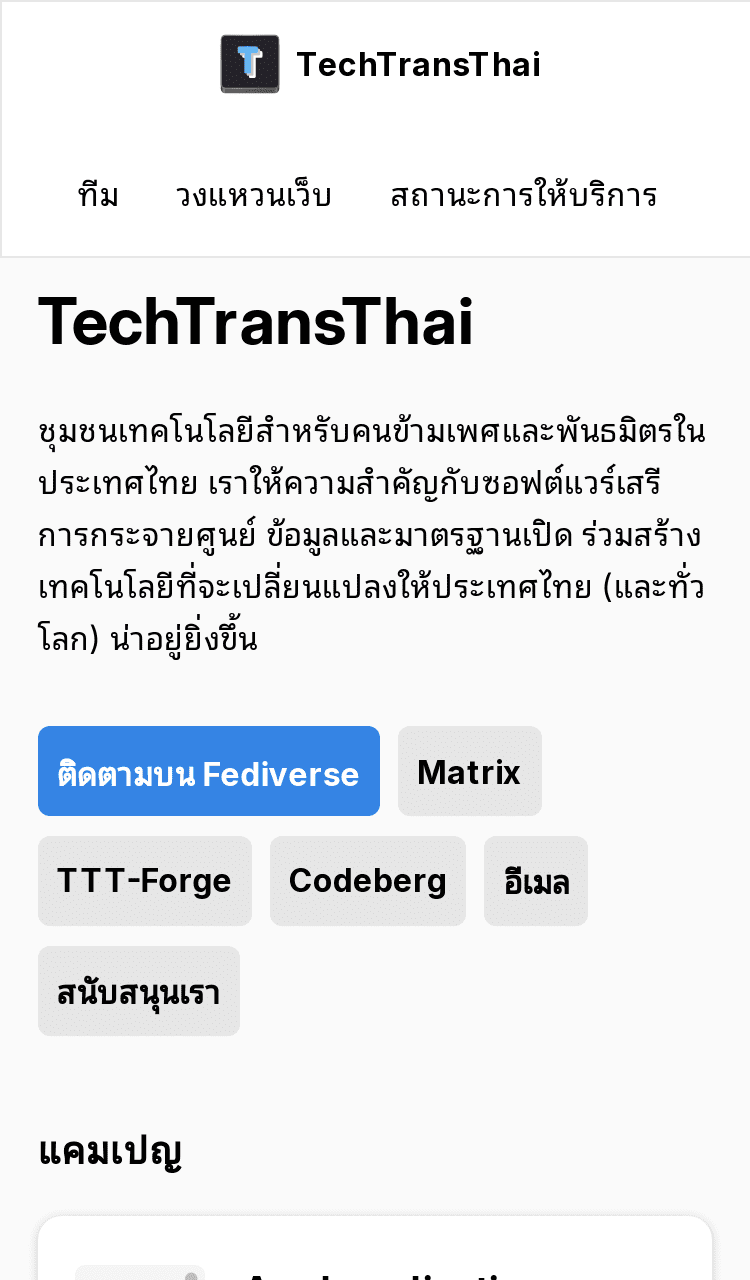 TechTransThai
ทีม วงแหวนเว็บ สถานะการให้บริการ
TechTransThai
ชุมชนเทคโนโลยีสำหรับคนข้ามเพศและพันธมิตรใน
ประเทศไทย เราให้ความสำคัญกับซอฟต์แวร์เสรี
การกระจายศูนย์ ข้อมูลและมาตรฐานเปิด ร่วมสร้าง
เทคโนโลยีที่จะเปลี่ยนแปลงให้ประเทศไทย (และทั่ว
โลก) น่าอยู่ยิ่งขึ้น
ติดตามบน Fediverse Matrix
TTT-Forge Codeberg อีเมล
สนับสนุนเรา
แคมเปญ